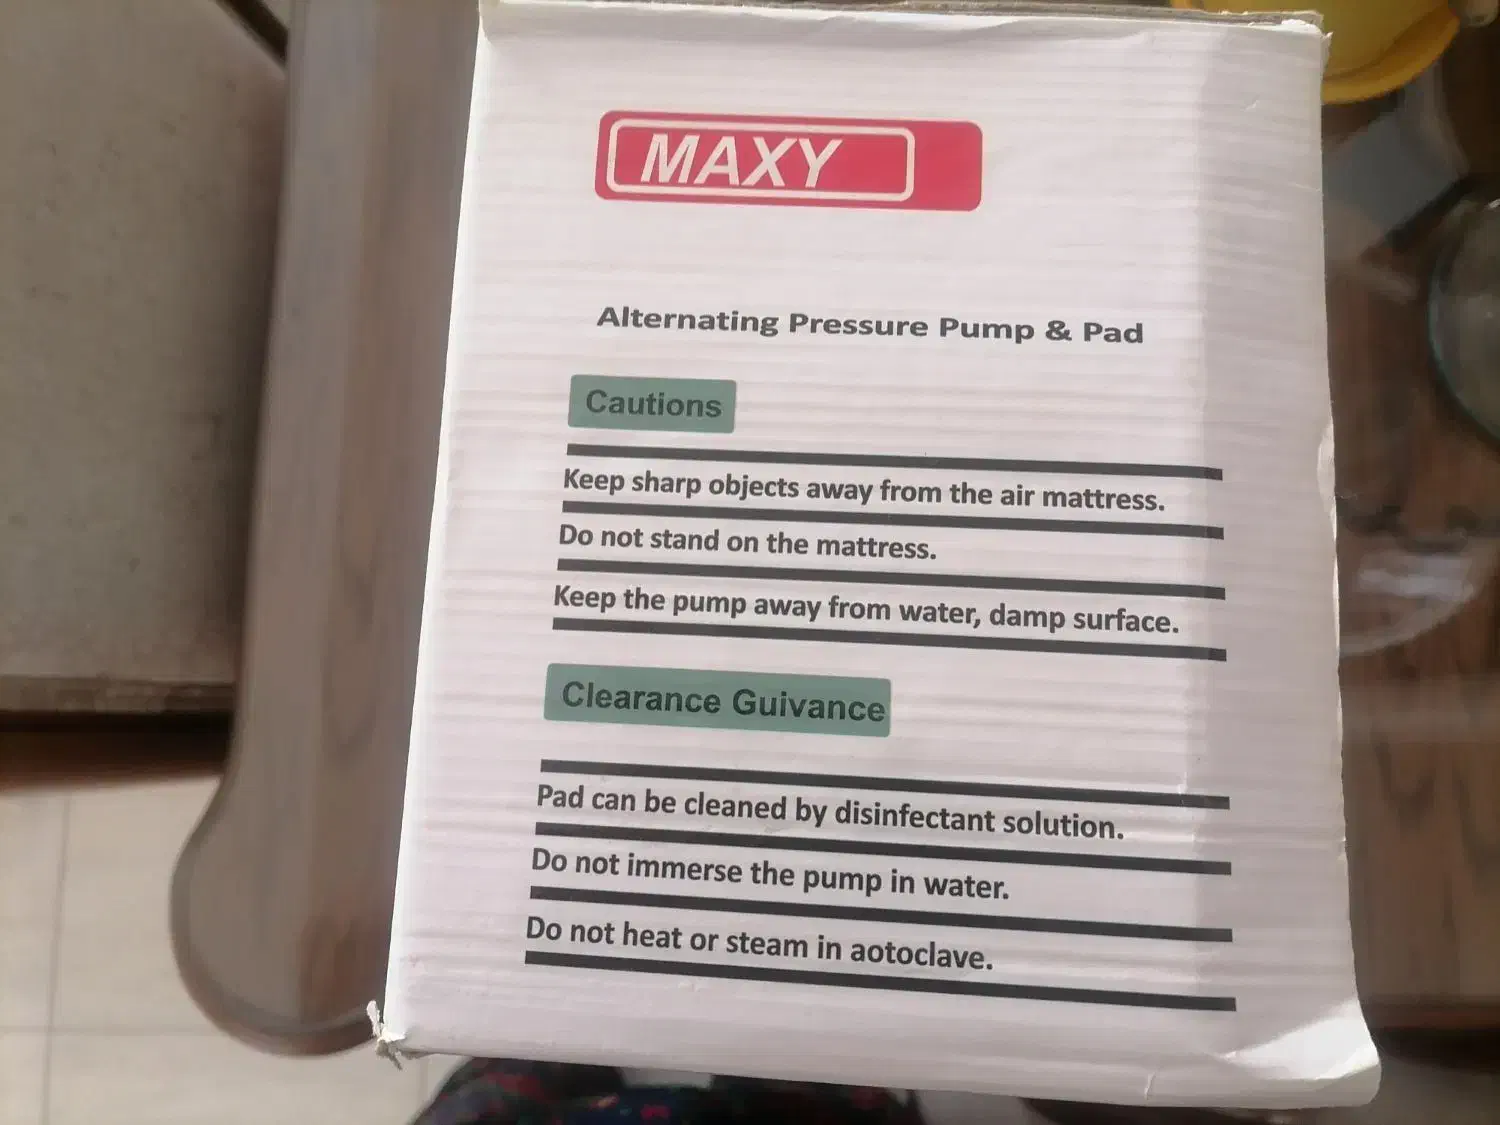 MAXY
Alternating Pressure Pump & Pad
Cautions
Keep sharp objects away from the air mattress.
Do not stand on the mattress.
Keep the pump away from water, damp surface.
Clearance Guivance
Pad can be cleaned by disinfectant solution.
Do not immerse the pump in water.
Do not heat or steam in aotoclave.